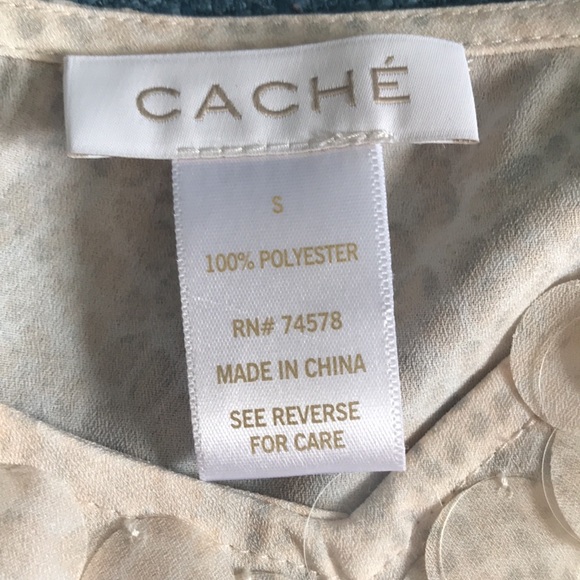 CACHÉ
S
100% POLYESTER
RN# 74578
MADE IN CHINA
SEE REVERSE
FOR CARE